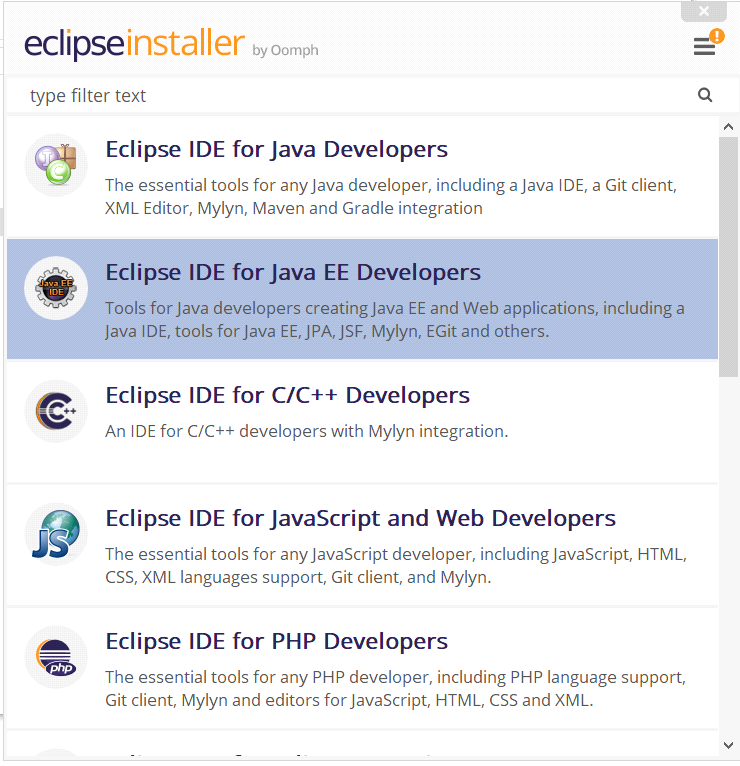 eclipseinstaller by Oomph
!
type filter text
Eclipse IDE for Java Developers
The essential tools for any Java developer, including a Java IDE, a Git client,
XML Editor, Mylyn, Maven and Gradle integration
Java EE
IDE
Eclipse IDE for Java EE Developers
Tools for Java developers creating Java EE and Web applications, including a
Java IDE, tools for Java EE, JPA, JSF, Mylyn, EGit and others.
C++
Eclipse IDE for C/C++ Developers
An IDE for C/C++ developers with Mylyn integration.
JS
Eclipse IDE for JavaScript and Web Developers
The essential tools for any JavaScript developer, including JavaScript, HTML,
CSS, XML languages support, Git client, and Mylyn.
php
Eclipse IDE for PHP Developers
The essential tools for any PHP developer, including PHP language support,
Git client, Mylyn and editors for JavaScript, HTML, CSS and XML.